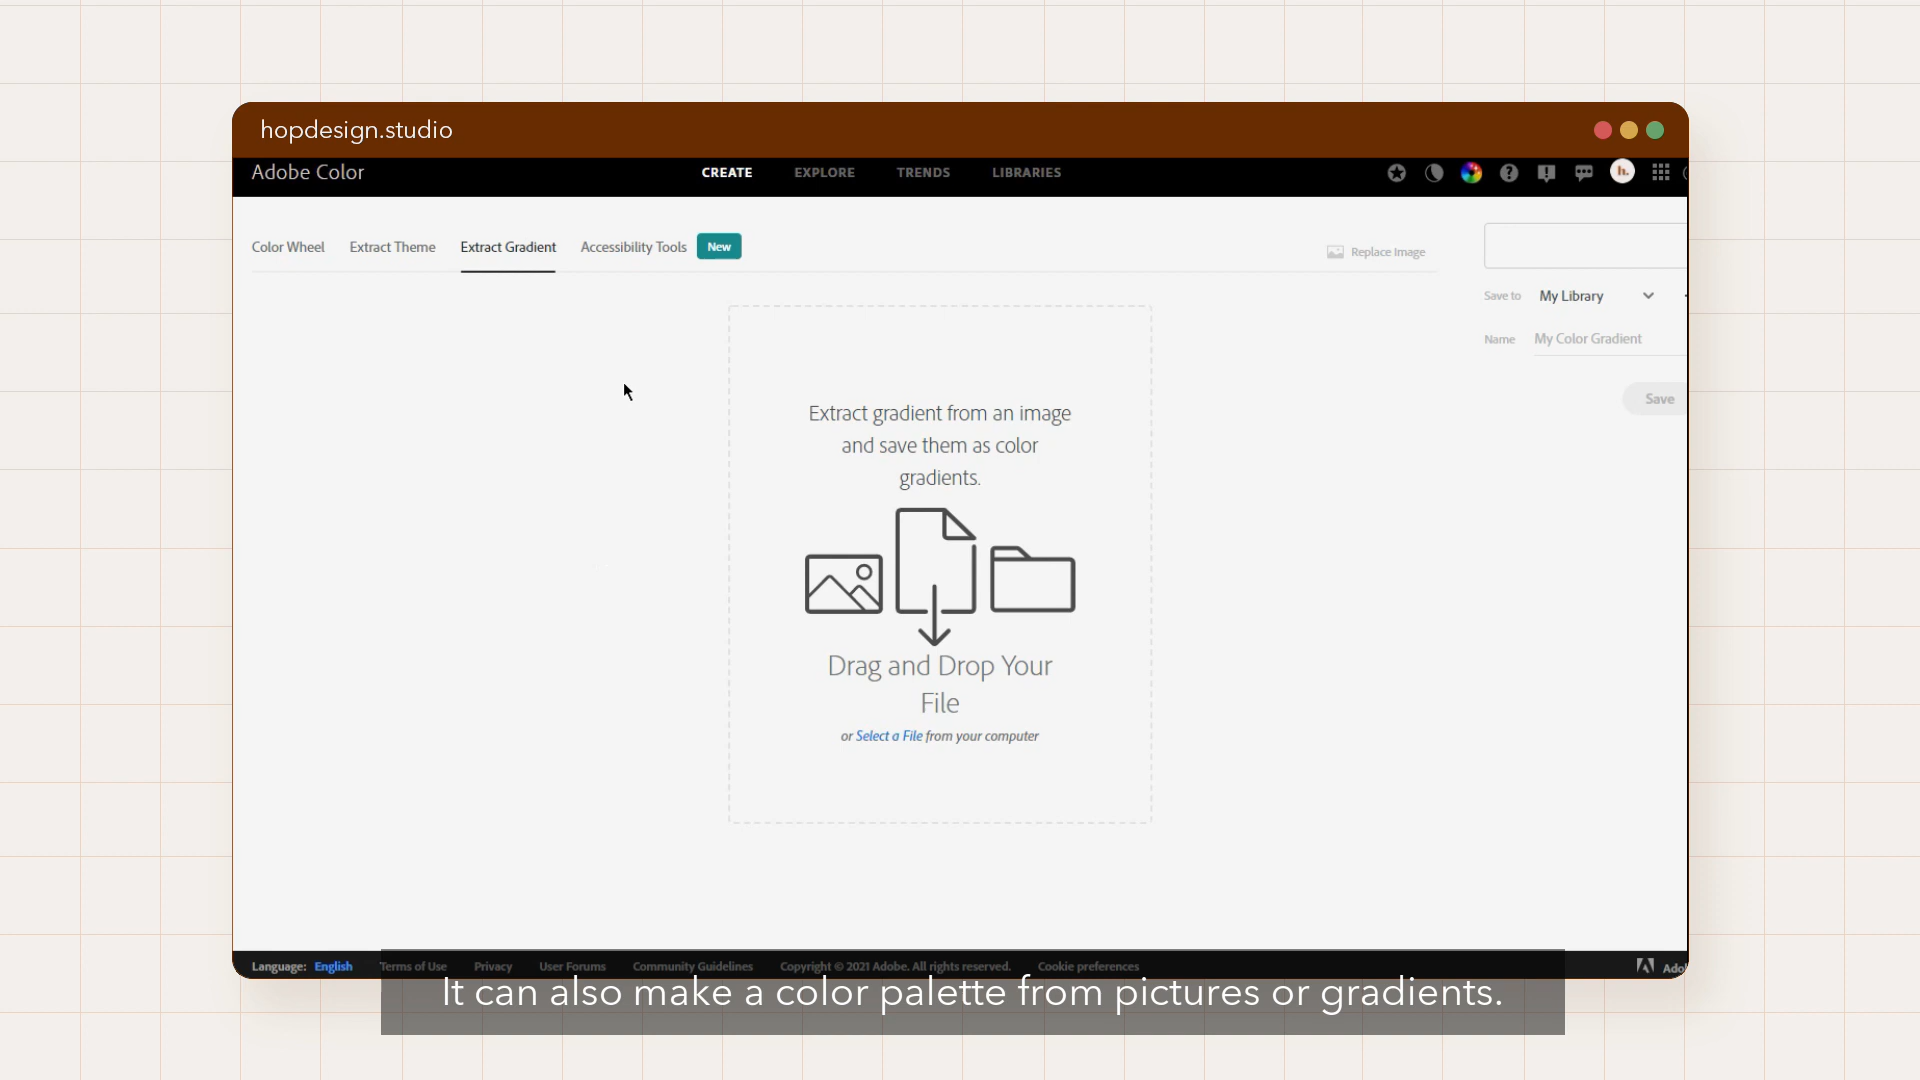 hopdesign.studio
Adobe Color
CREATE EXPLORE TRENDS LIBRARIES
h.
Color Wheel Extract Theme Extract Gradient Accessibility Tools New
Replace Image
Save to My Library
Name My Color Gradient
Save
Extract gradient from an image
and save them as color
gradients.
Drag and Drop Your
File
or Select a File from your computer
Language: English Terms of Use Privacy User Forums Community Guidelines Copyright © 2021 Adobe. All rights reserved. Cookie preferences Ado
It can also make a color palette from pictures or gradients.